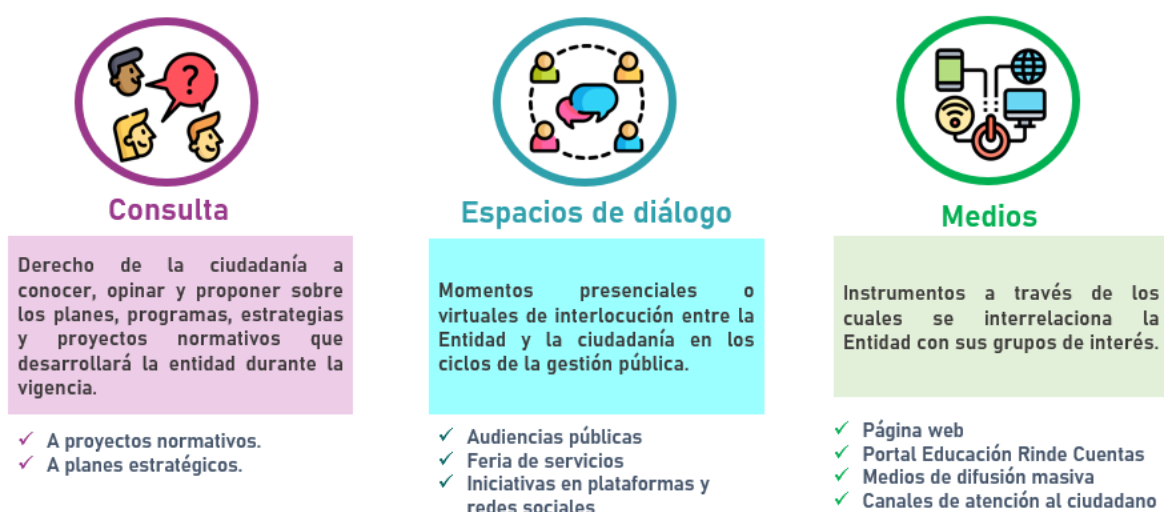 ?
Consulta
Derecho de la ciudadanía a
conocer, opinar y proponer sobre
los planes, programas, estrategias
y proyectos normativos que
desarrollará la entidad durante la
vigencia.
✓ A proyectos normativos.
✓ A planes estratégicos.
Espacios de diálogo
Momentos presenciales o
virtuales de interlocución entre la
Entidad y la ciudadanía en los
ciclos de la gestión pública.
✓ Audiencias públicas
✓ Feria de servicios
✓ Iniciativas en plataformas y
redes sociales
Medios
Instrumentos a través de los
cuales se interrelaciona la
Entidad con sus grupos de interés.
✓ Página web
✓ Portal Educación Rinde Cuentas
✓ Medios de difusión masiva
✓ Canales de atención al ciudadano